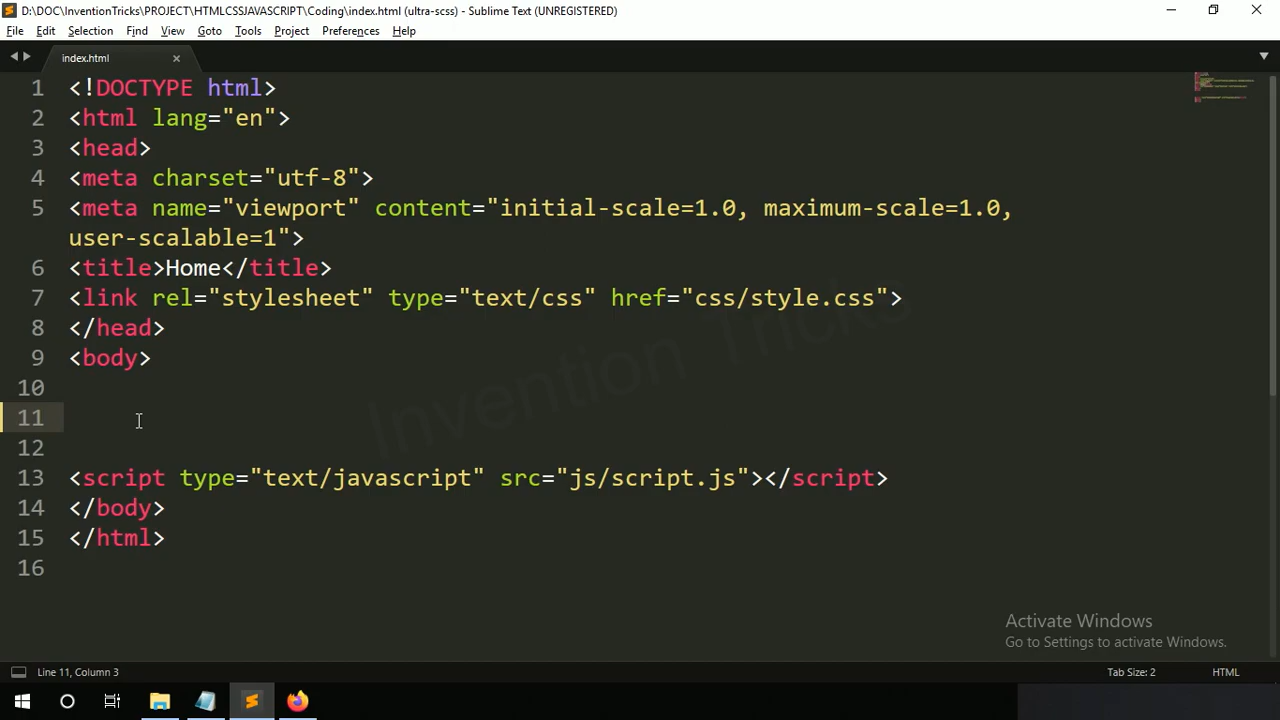 D:\DOC\InventionTricks\PROJECT\HTMLCSSJAVASCRIPT\Coding\index.html (ultra-scss) - Sublime Text (UNREGISTERED)
File Edit Selection Find View Goto Tools Project Preferences Help
index.html
1 <!DOCTYPE html>
2 <html lang="en">
3 <head>
4 <meta charset="utf-8">
5 <meta name="viewport" content="initial-scale=1.0, maximum-scale=1.0,
user-scalable=1">
6 <title>Home</title>
7 <link rel="stylesheet" type="text/css" href="css/style.css">
8 </head>
9 <body>
10
11
12
13 <script type="text/javascript" src="js/script.js"></script>
14 </body>
15 </html>
16
Invention Tricks
Activate Windows
Go to Settings to activate Windows.
Line 11, Column 3 Tab Size: 2 HTML